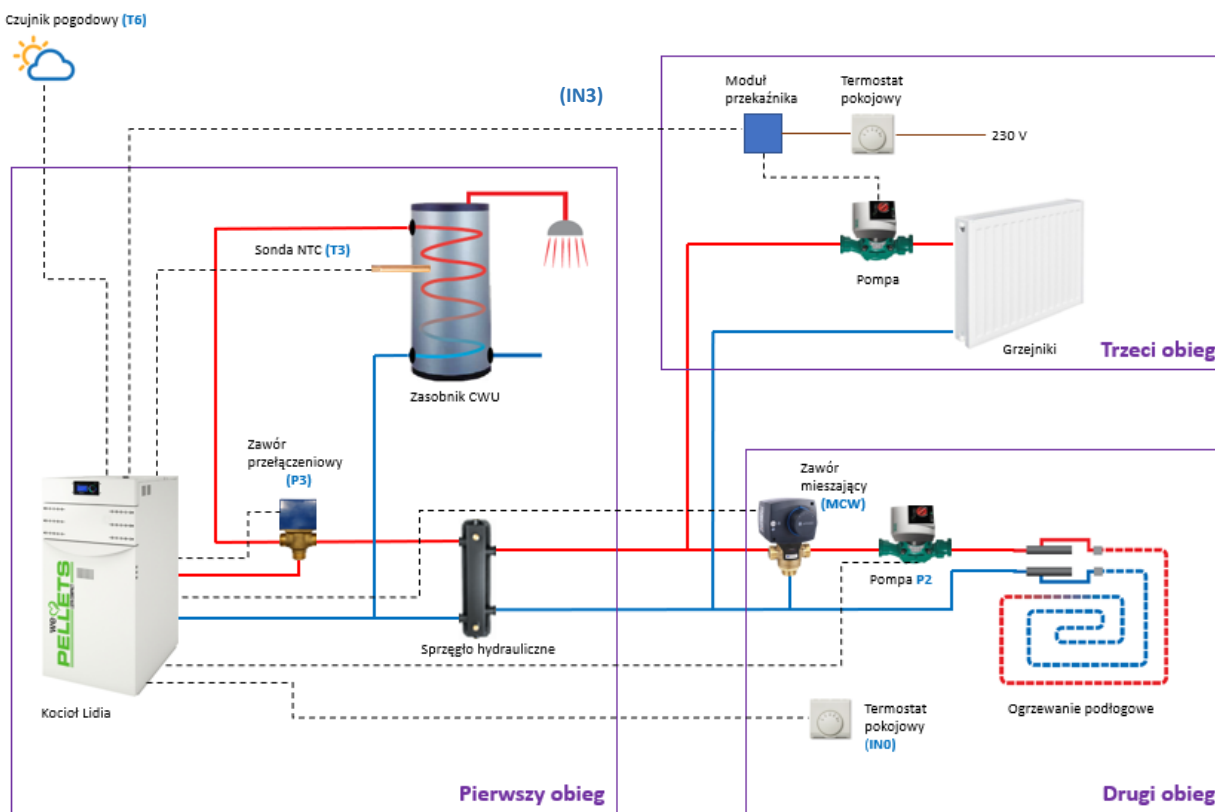 Czujnik pogodowy (T6)
(IN3)
Moduł
przekaźnika
Termostat
pokojowy
230 V
Pompa
Grzejniki
Trzeci obieg
Sonda NTC (T3)
Zasobnik CWU
Zawór
przełączeniowy
(P3)
Sprzęgło hydrauliczne
we
PELLETS
Kocioł Lidia
Pierwszy obieg
Zawór
mieszający
(MCW)
Pompa P2
Ogrzewanie podłogowe
Termostat
pokojowy
(IN0)
Drugi obieg